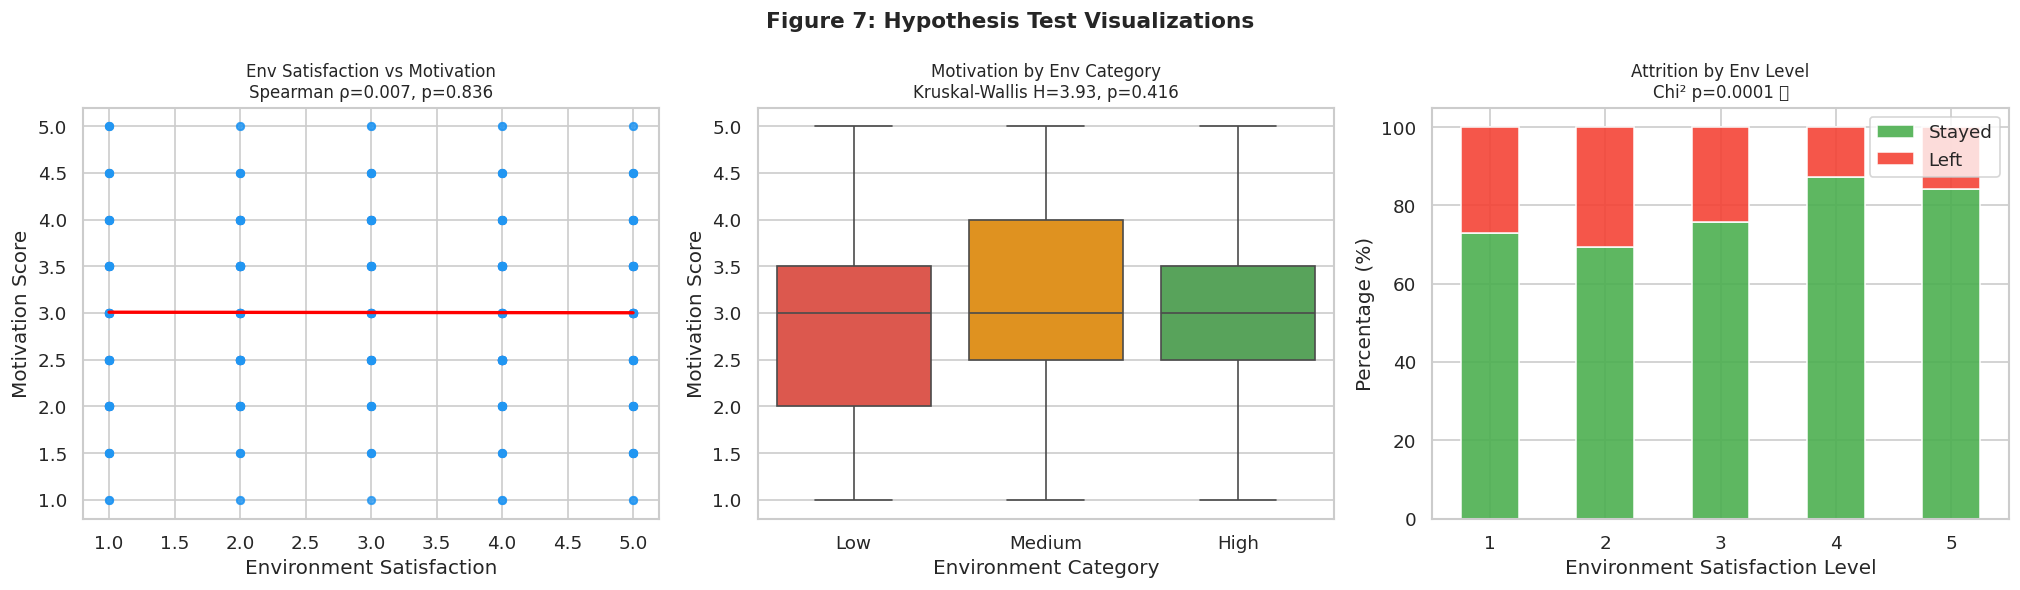 Figure 7: Hypothesis Test Visualizations
Env Satisfaction vs Motivation
Spearman ρ=0.007, p=0.836
Motivation Score
5.0
4.5
4.0
3.5
3.0
2.5
2.0
1.5
1.0
1.0 1.5 2.0 2.5 3.0 3.5 4.0 4.5 5.0
Environment Satisfaction
Motivation by Env Category
Kruskal-Wallis H=3.93, p=0.416
Motivation Score
5.0
4.5
4.0
3.5
3.0
2.5
2.0
1.5
1.0
Low Medium High
Environment Category
Attrition by Env Level
Chi² p=0.0001
Percentage (%)
100
80
60
40
20
0
Stayed
Left
1 2 3 4 5
Environment Satisfaction Level